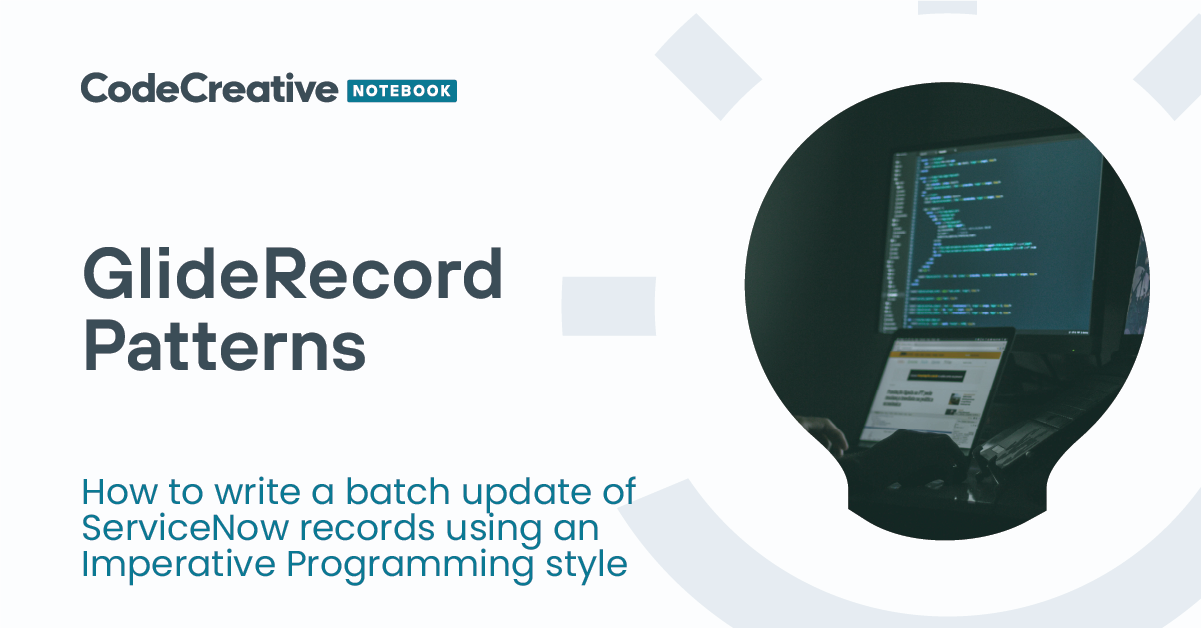 CodeCreative NOTEBOOK
GlideRecord
Patterns
How to write a batch update of
ServiceNow records using an
Imperative Programming style